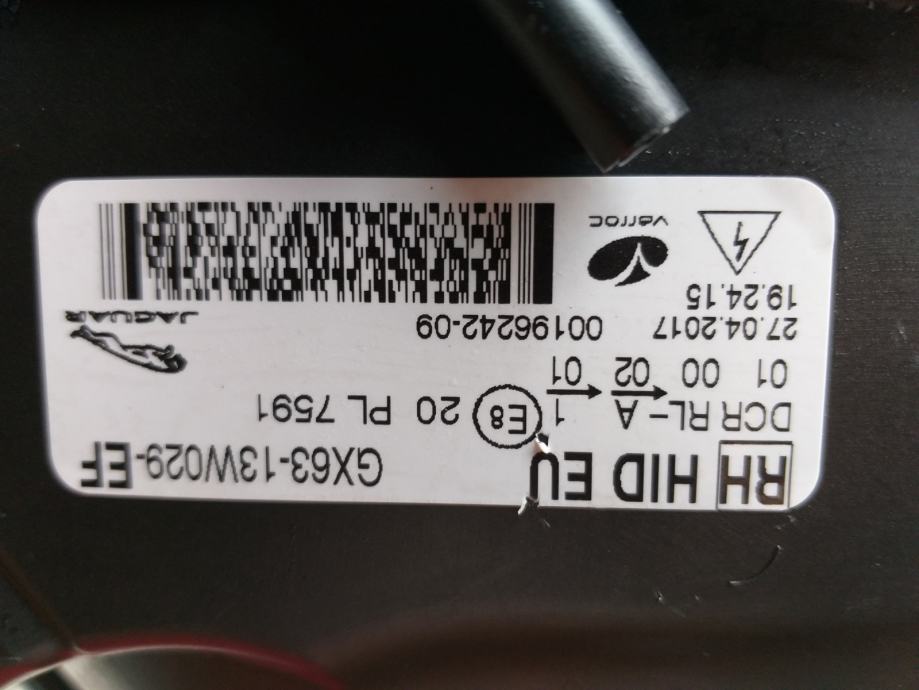 RH HID EU GX63-13W029-EF
DCR RL-A 1 E8 20 PL 7591
01 00 02 01
27.04.2017 00196242-09
19.24.15
JAGUAR
varroc